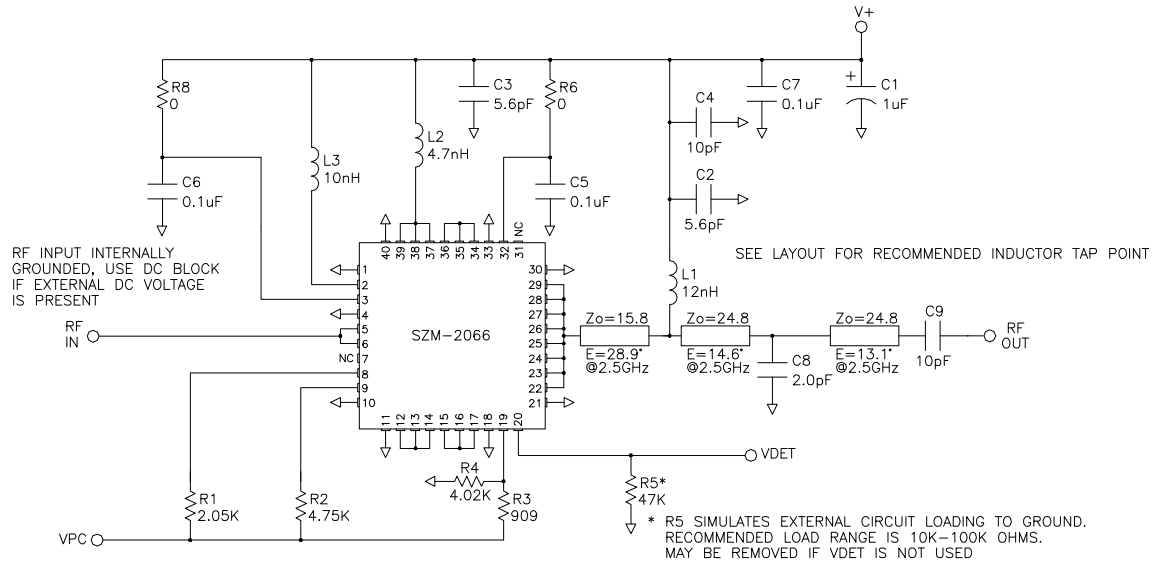 V+
R8
0
L3
10nH
L2
4.7nH
C3
5.6pF
R6
0
C4
10pF
C7
0.1uF
+
C1
1uF
C6
0.1uF
C5
0.1uF
C2
5.6pF
RF INPUT INTERNALLY
GROUNDED, USE DC BLOCK
IF EXTERNAL DC VOLTAGE
IS PRESENT
40 39 38 37 36 35 34 33 32 31 NC
SEE LAYOUT FOR RECOMMENDED INDUCTOR TAP POINT
L1
12nH
1
2
3
4
5
6
NC 7
8
9
10
SZM-2066
30
29
28
27
26
25
24
23
22
21
RF
IN
Zo=15.8
E=28.9°
@2.5GHz
Zo=24.8
E=14.6°
@2.5GHz
C8
2.0pF
Zo=24.8
E=13.1°
@2.5GHz
C9
10pF
RF
OUT
11 12 13 14 15 16 17 18 19 20
VDET
R4
4.02K
R5*
47K
R1
2.05K
R2
4.75K
R3
909
VPC
* R5 SIMULATES EXTERNAL CIRCUIT LOADING TO GROUND.
RECOMMENDED LOAD RANGE IS 10K-100K OHMS.
MAY BE REMOVED IF VDET IS NOT USED